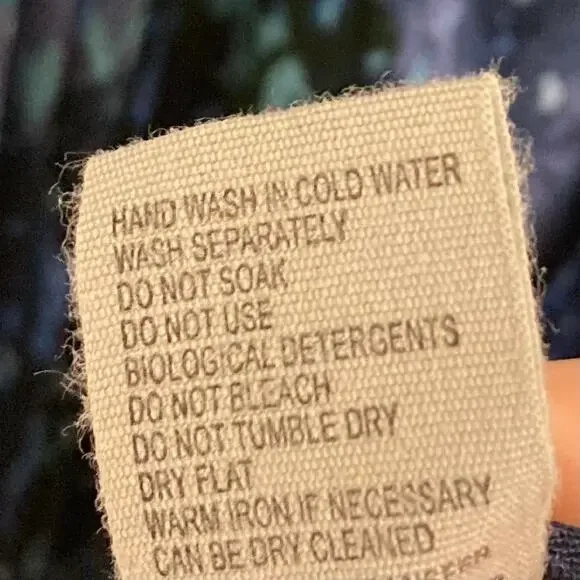 HAND WASH IN COLD WATER
WASH SEPARATELY
DO NOT SOAK
DO NOT USE
BIOLOGICAL DETERGENTS
DO NOT BLEACH
DO NOT TUMBLE DRY
DRY FLAT
WARM IRON IF NECESSARY
CAN BE DRY CLEANED